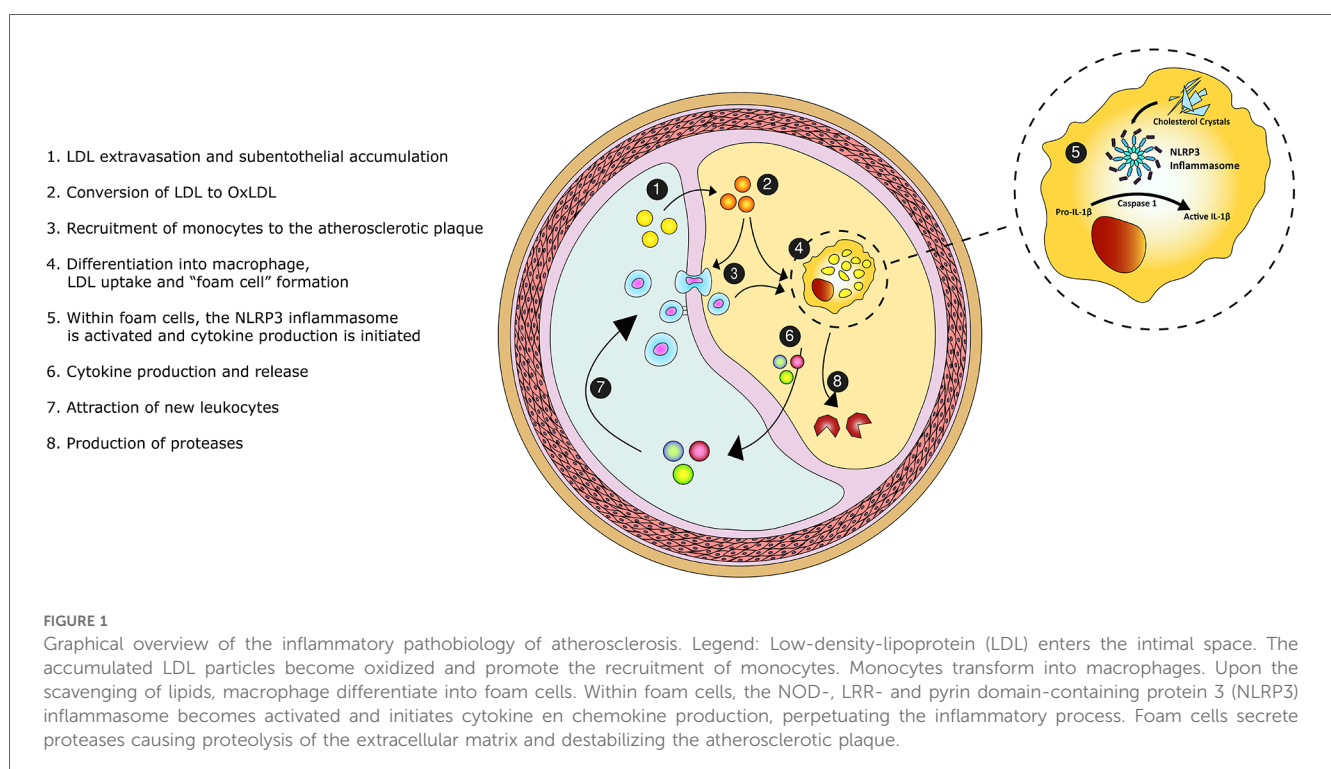 1. LDL extravasation and subentothelial accumulation
2. Conversion of LDL to OxLDL
3. Recruitment of monocytes to the atherosclerotic plaque
4. Differentiation into macrophage,
LDL uptake and “foam cell” formation
5. Within foam cells, the NLRP3 inflammasome
is activated and cytokine production is initiated
6. Cytokine production and release
7. Attraction of new leukocytes
8. Production of proteases
1
2
3
4
6
7
8
5
Cholesterol Crystals
NLRP3
Inflammasome
Caspase 1
Pro-IL-1β
Active IL-1β
FIGURE 1
Graphical overview of the inflammatory pathobiology of atherosclerosis. Legend: Low-density-lipoprotein (LDL) enters the intimal space. The
accumulated LDL particles become oxidized and promote the recruitment of monocytes. Monocytes transform into macrophages. Upon the
scavenging of lipids, macrophage differentiate into foam cells. Within foam cells, the NOD-, LRR- and pyrin domain-containing protein 3 (NLRP3)
inflammasome becomes activated and initiates cytokine en chemokine production, perpetuating the inflammatory process. Foam cells secrete
proteases causing proteolysis of the extracellular matrix and destabilizing the atherosclerotic plaque.